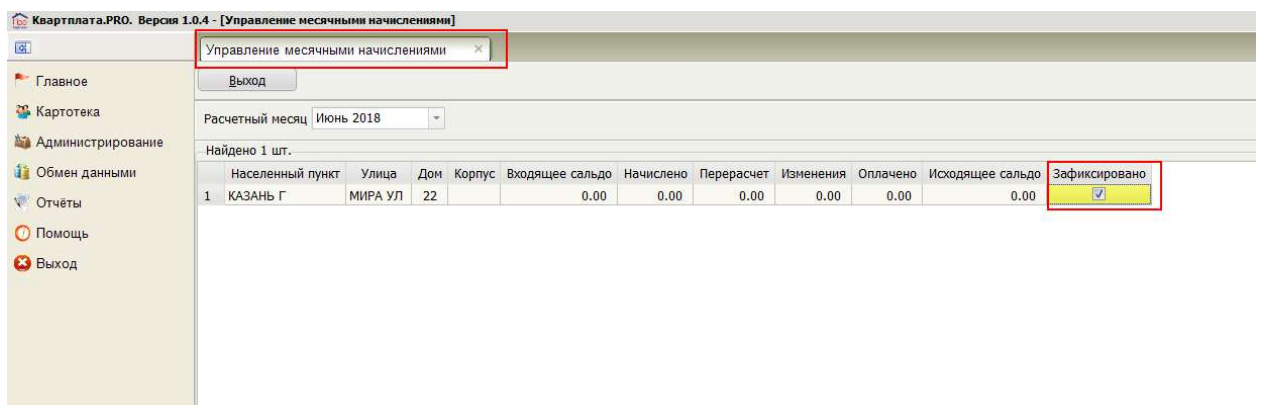 Квартплата.PRO. Версия 1.0.4 - [Управление месячными начислениями]
Управление месячными начислениями
Главное
Выход
Картотека
Расчетный месяц Июнь 2018
Администрирование
Найдено 1 шт.
Обмен данными
Населенный пункт Улица Дом Корпус Входящее сальдо Начислено Перерасчет Изменения Оплачено Исходящее сальдо Зафиксировано
1 КАЗАНЬ Г МИРА УЛ 22 0.00 0.00 0.00 0.00 0.00 0.00
Отчёты
Помощь
Выход